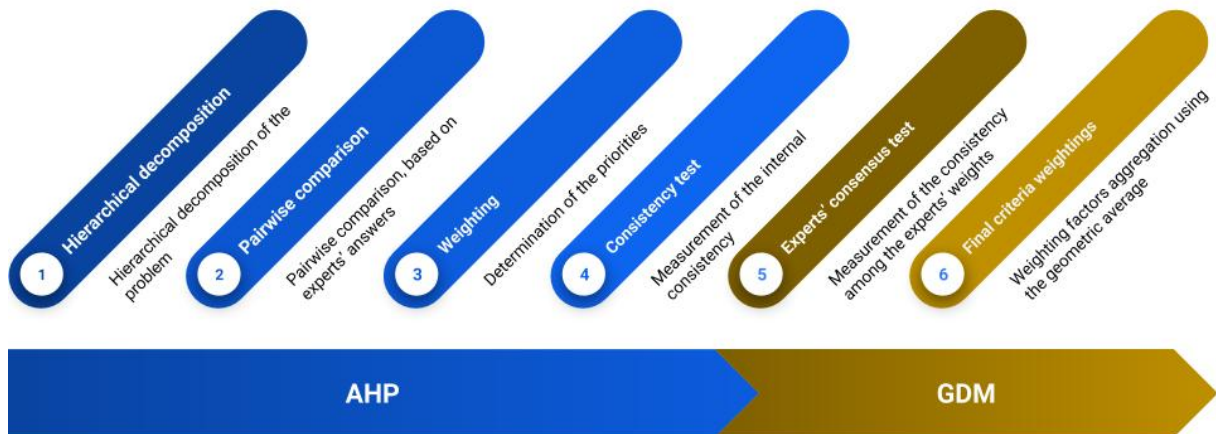 1
Hierarchical decomposition
Hierarchical decomposition of the
problem
2
Pairwise comparison
Pairwise comparison, based on
experts' answers
3
Weighting
Determination of the priorities
4
Consistency test
Measurement of the internal
consistency
5
Experts' consensus test
Measurement of the consistency
among the experts' weights
6
Final criteria weightings
Weighting factors aggregation using
the geometric average
AHP
GDM